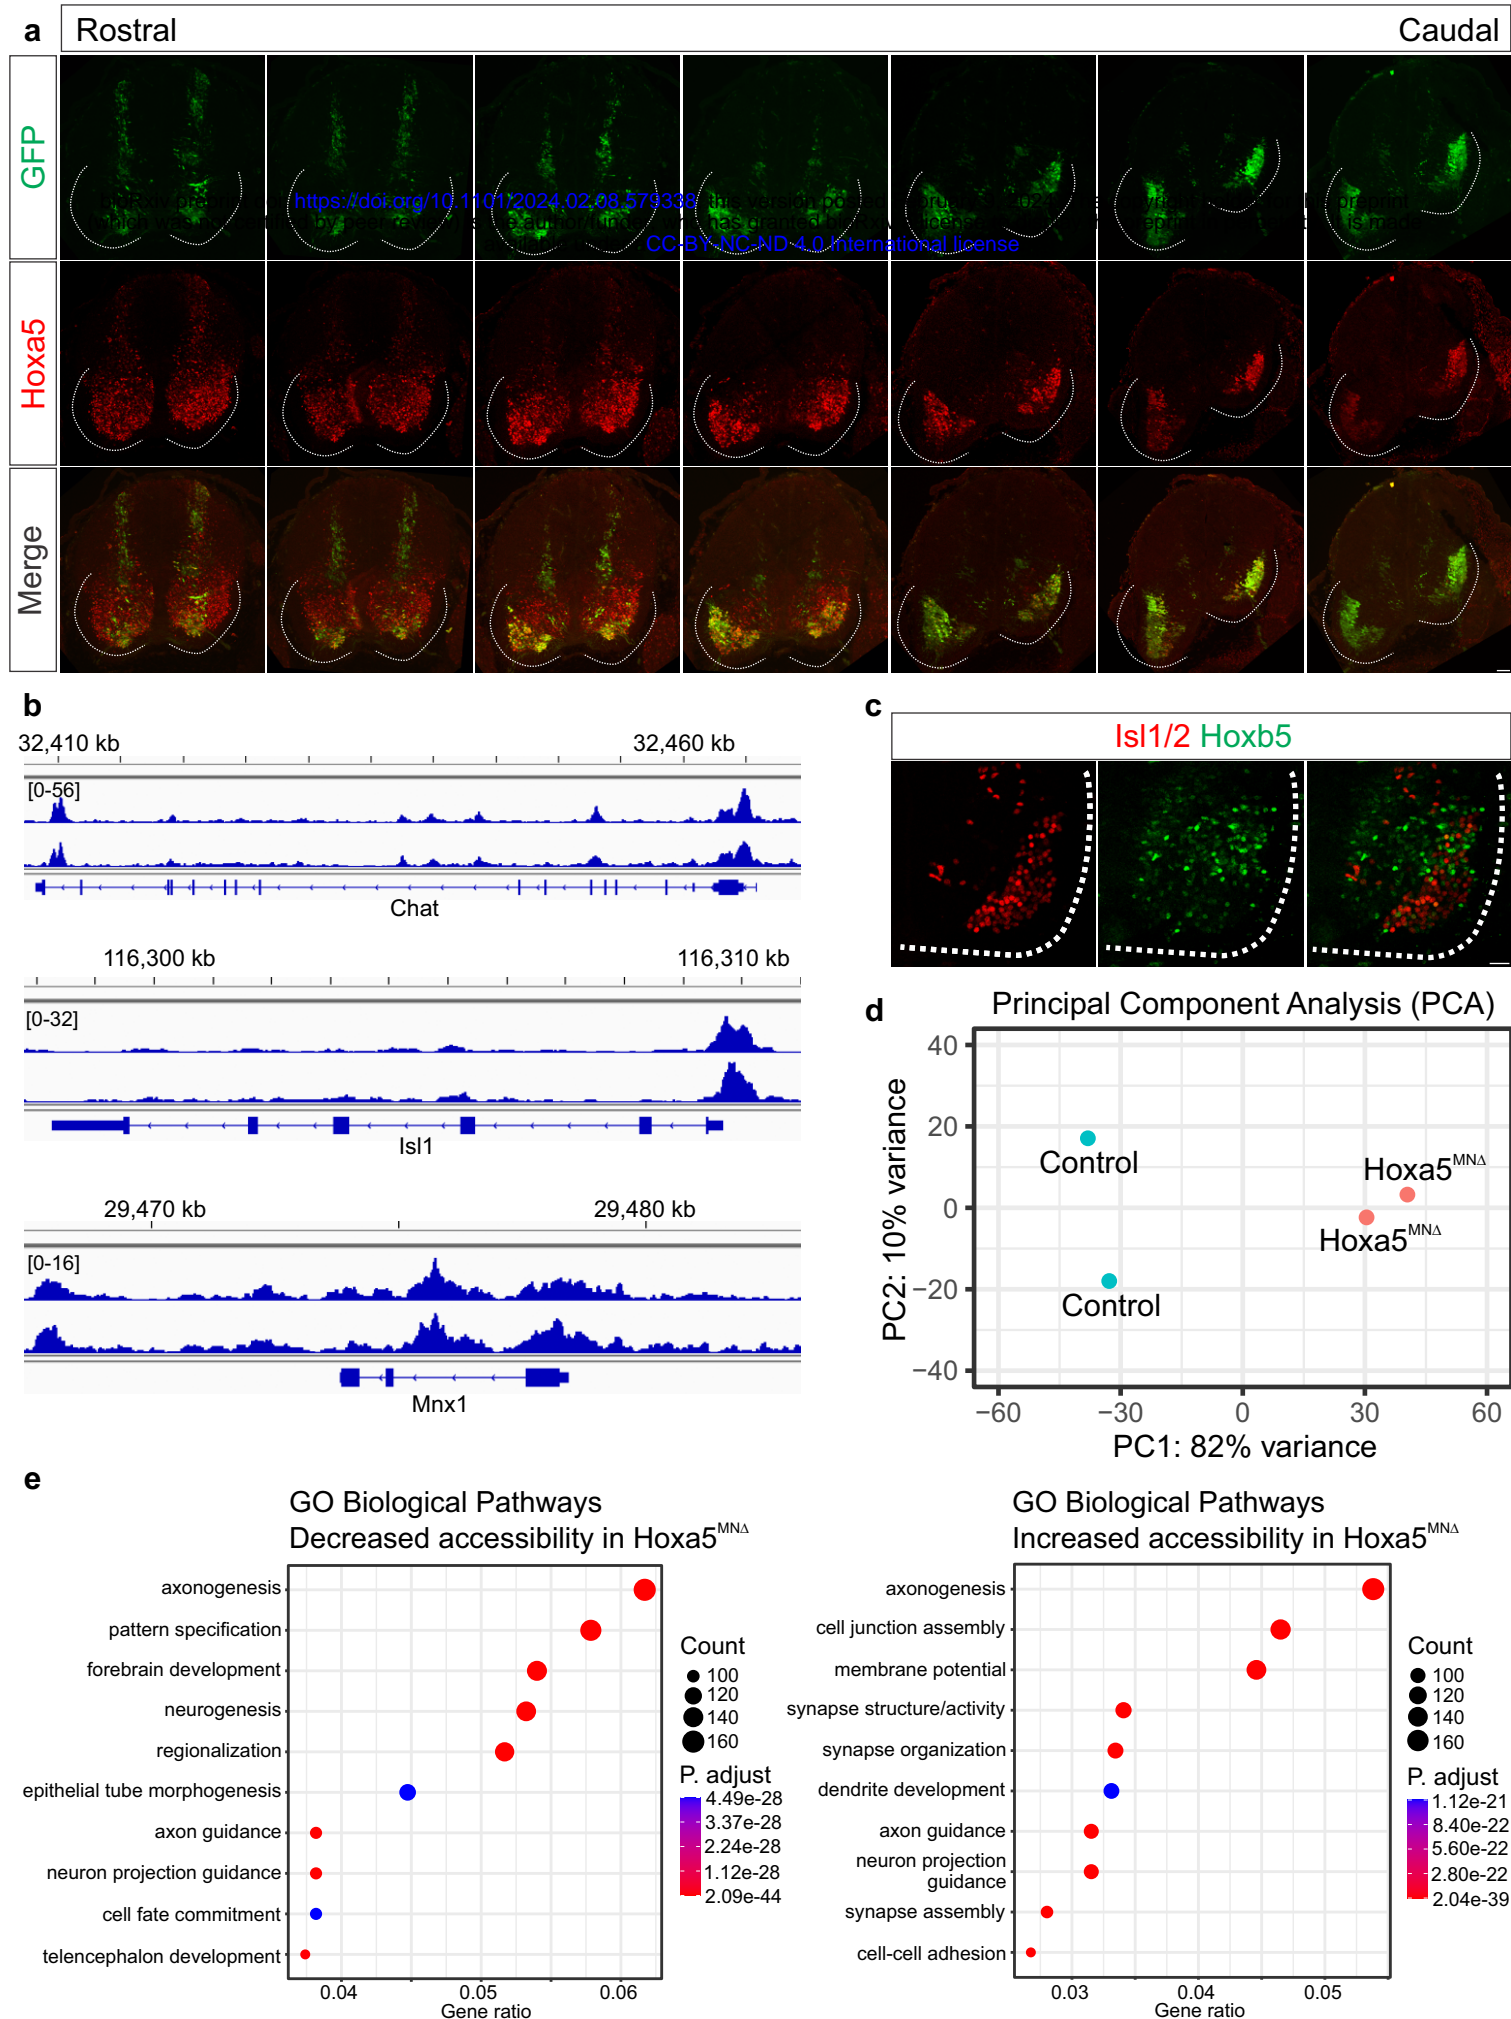 a
Rostral
Caudal
GFP
Hoxa5
Merge
https://doi.org/10.1101/2024.02.08.579338
CC-BY-NC-ND 4.0 International license
b
32,410 kb
32,460 kb
[0-56]
Chat
116,300 kb
116,310 kb
[0-32]
Isl1
29,470 kb
29,480 kb
[0-16]
Mnx1
c
Isl1/2 Hoxb5
d
Principal Component Analysis (PCA)
PC2: 10% variance
40
20
0
−20
−40
Control
Control
Hoxa5MNΔ
Hoxa5MNΔ
−60
−30
0
30
60
PC1: 82% variance
e
GO Biological Pathways
Decreased accessibility in Hoxa5MNΔ
axonogenesis
pattern specification
forebrain development
neurogenesis
regionalization
epithelial tube morphogenesis
axon guidance
neuron projection guidance
cell fate commitment
telencephalon development
0.04
0.05
0.06
Gene ratio
Count
100
120
140
160
P. adjust
4.49e-28
3.37e-28
2.24e-28
1.12e-28
2.09e-44
GO Biological Pathways
Increased accessibility in Hoxa5MNΔ
axonogenesis
cell junction assembly
membrane potential
synapse structure/activity
synapse organization
dendrite development
axon guidance
neuron projection
guidance
synapse assembly
cell-cell adhesion
0.03
0.04
0.05
Gene ratio
Count
100
120
140
160
P. adjust
1.12e-21
8.40e-22
5.60e-22
2.80e-22
2.04e-39